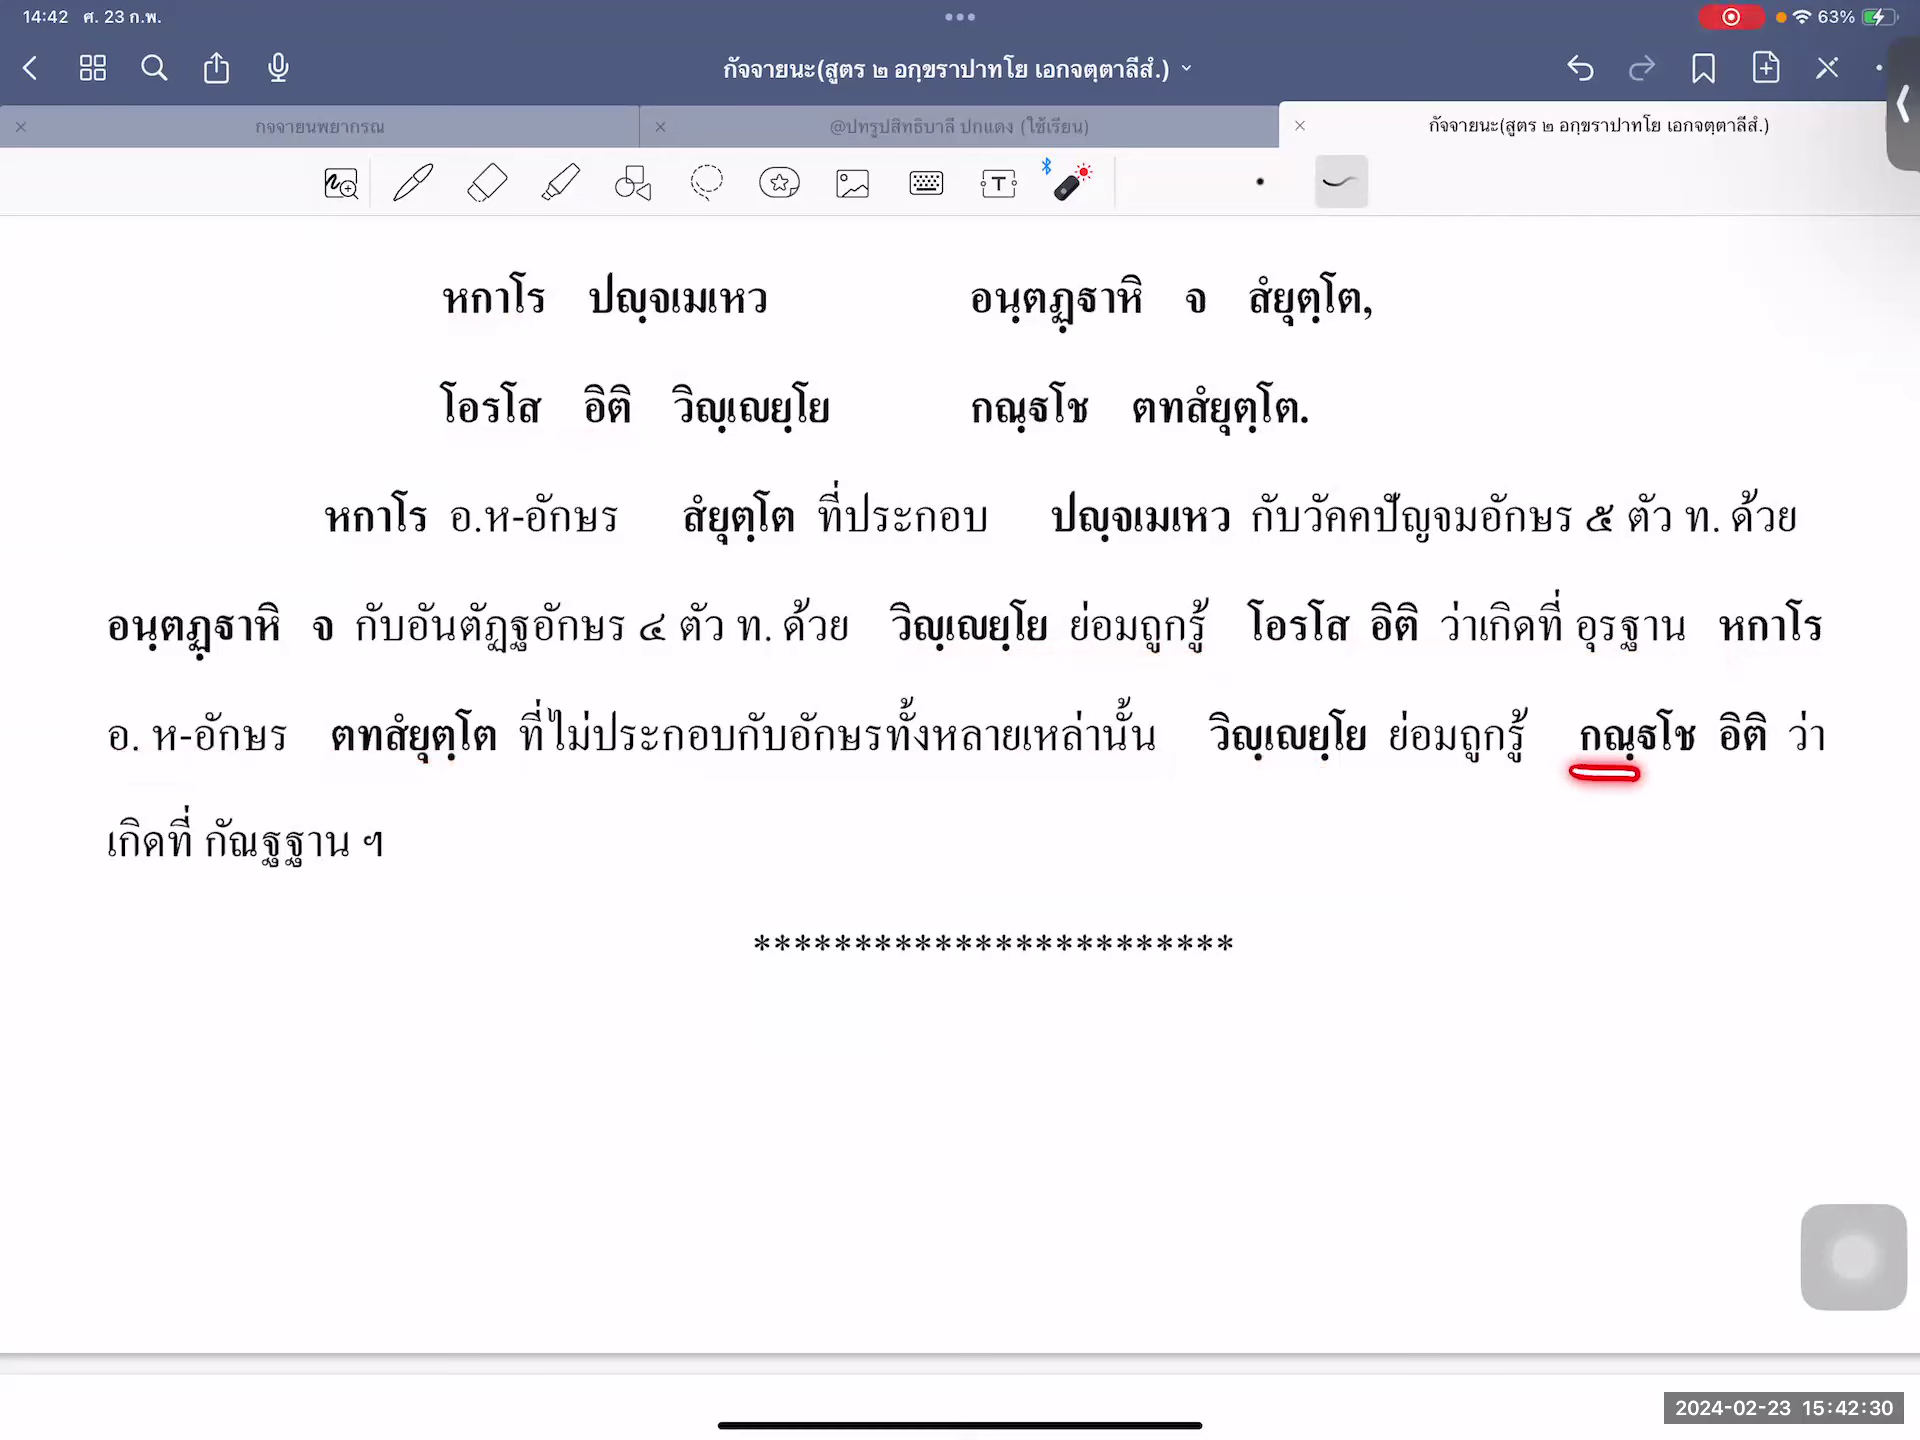 14:42 ศ. 23 ก.พ.
63%
กัจจายนะ(สูตร ๒ อกฺขราปาทโย เอกจตฺตาลีสํ.)
กจจายนพยากรณ
@ปทรูปสิทธิบาลี ปกแดง (ใช้เรียน)
กัจจายนะ(สูตร ๒ อกฺขราปาทโย เอกจตฺตาลีสํ.)
หกาโร ปญฺจเมเหว อนฺตฏฺฐาหิ จ สํยุตฺโต,
โอรโส อิติ วิญฺเญยฺโย กณฺฐโช ตทสํยุตฺโต.
หกาโร อ.ห-อักษร สํยุตฺโต ที่ประกอบ ปญฺจเมเหว กับวัคคปัญจมอักษร ๕ ตัว ท. ด้วย
อนฺตฏฺฐาหิ จ กับอันตัฏฐอักษร ๔ ตัว ท. ด้วย วิญฺเญยฺโย ย่อมถูกรู้ โอรโส อิติ ว่าเกิดที่ อุรฐาน หกาโร
อ. ห-อักษร ตทสํยุตฺโต ที่ไม่ประกอบกับอักษรทั้งหลายเหล่านั้น วิญฺเญยฺโย ย่อมถูกรู้ กณฺฐโช อิติ ว่า
เกิดที่ กัณฐฐาน ฯ
************************
2024-02-23 15:42:30